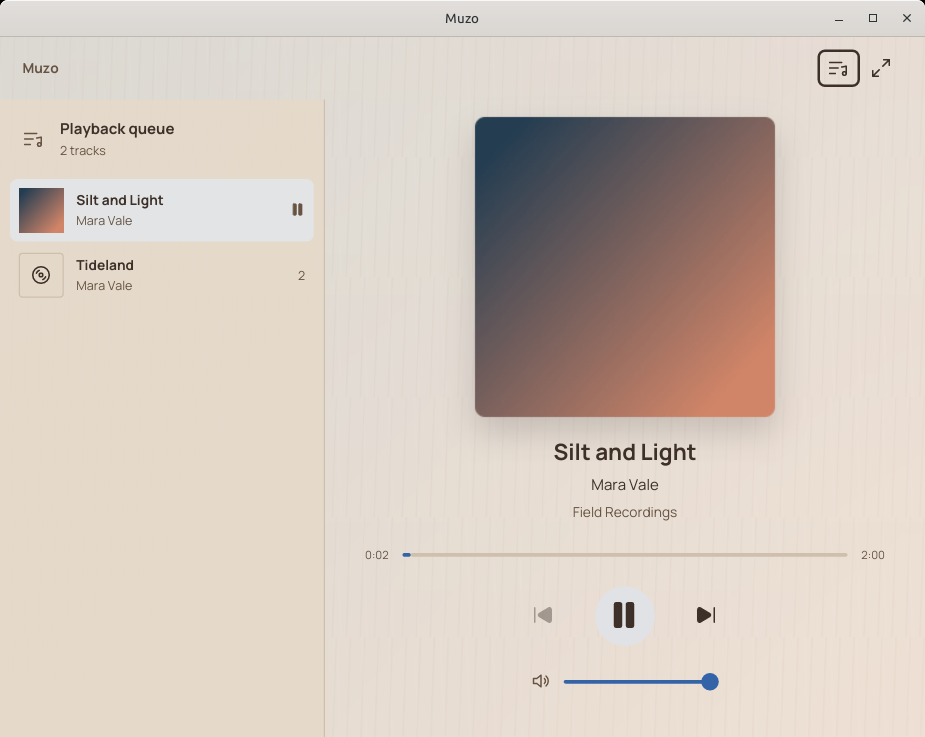 Muzo
Muzo
Playback queue
2 tracks
Silt and Light
Mara Vale
Tideland
Mara Vale
2
Silt and Light
Mara Vale
Field Recordings
0:02
2:00